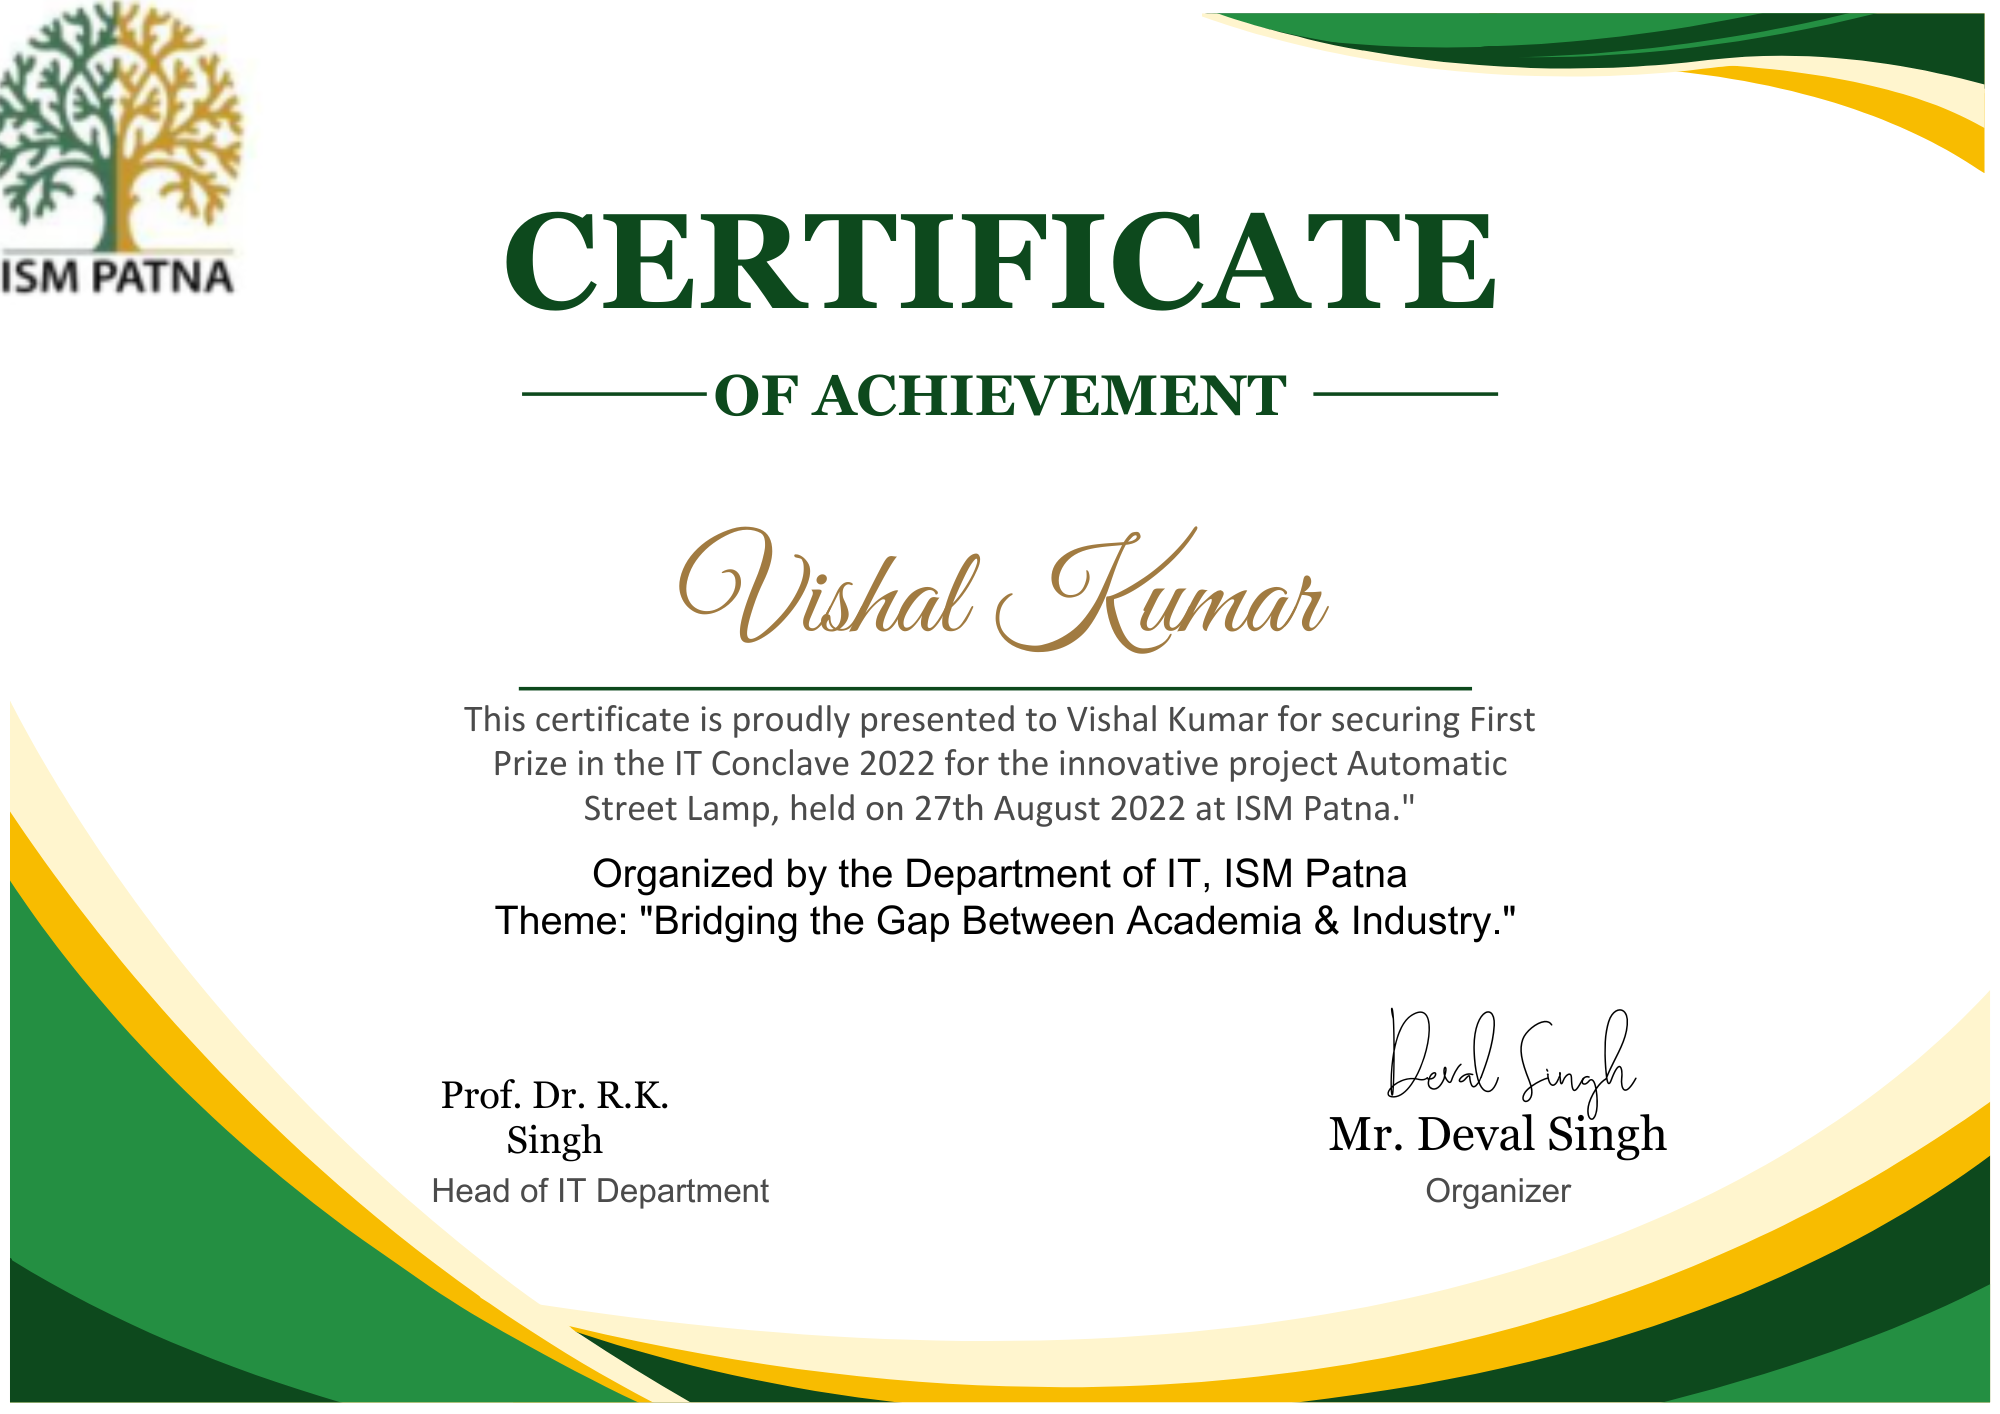 ISM PATNA
CERTIFICATE
OF ACHIEVEMENT
Vishal Kumar
This certificate is proudly presented to Vishal Kumar for securing First
Prize in the IT Conclave 2022 for the innovative project Automatic
Street Lamp, held on 27th August 2022 at ISM Patna."
Organized by the Department of IT, ISM Patna
Theme: "Bridging the Gap Between Academia & Industry."
Prof. Dr. R.K.
Singh
Head of IT Department
Deval Singh
Mr. Deval Singh
Organizer